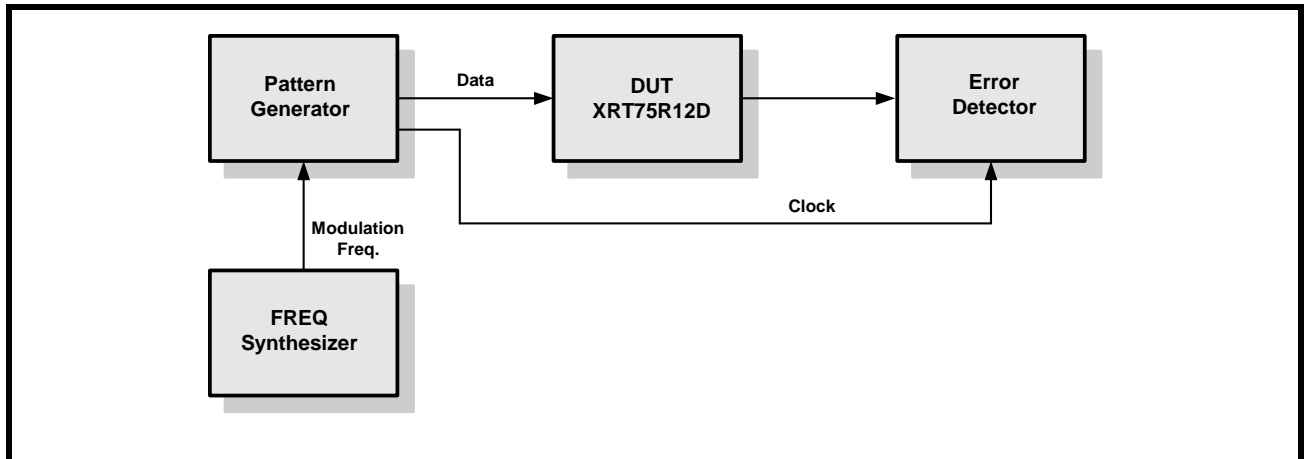 Pattern
Generator
Data
DUT
XRT75R12D
Error
Detector
Clock
Modulation
Freq.
FREQ
Synthesizer